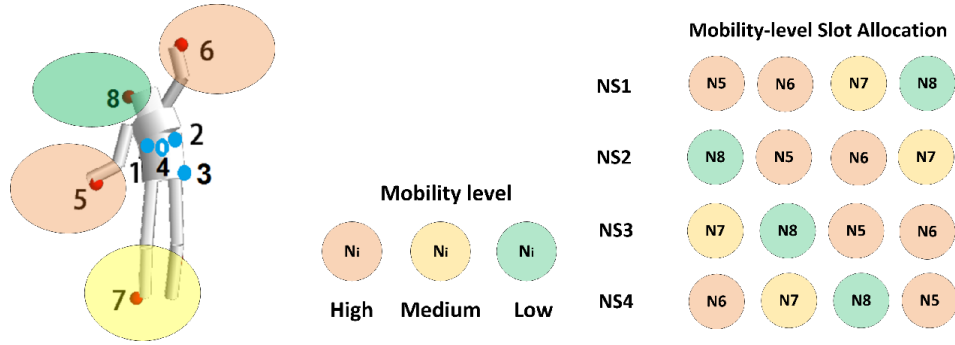 6
8
2
1 4 3
5
7
Mobility level
Ni Ni Ni
High Medium Low
Mobility-level Slot Allocation
NS1 N5 N6 N7 N8
NS2 N8 N5 N6 N7
NS3 N7 N8 N5 N6
NS4 N6 N7 N8 N5